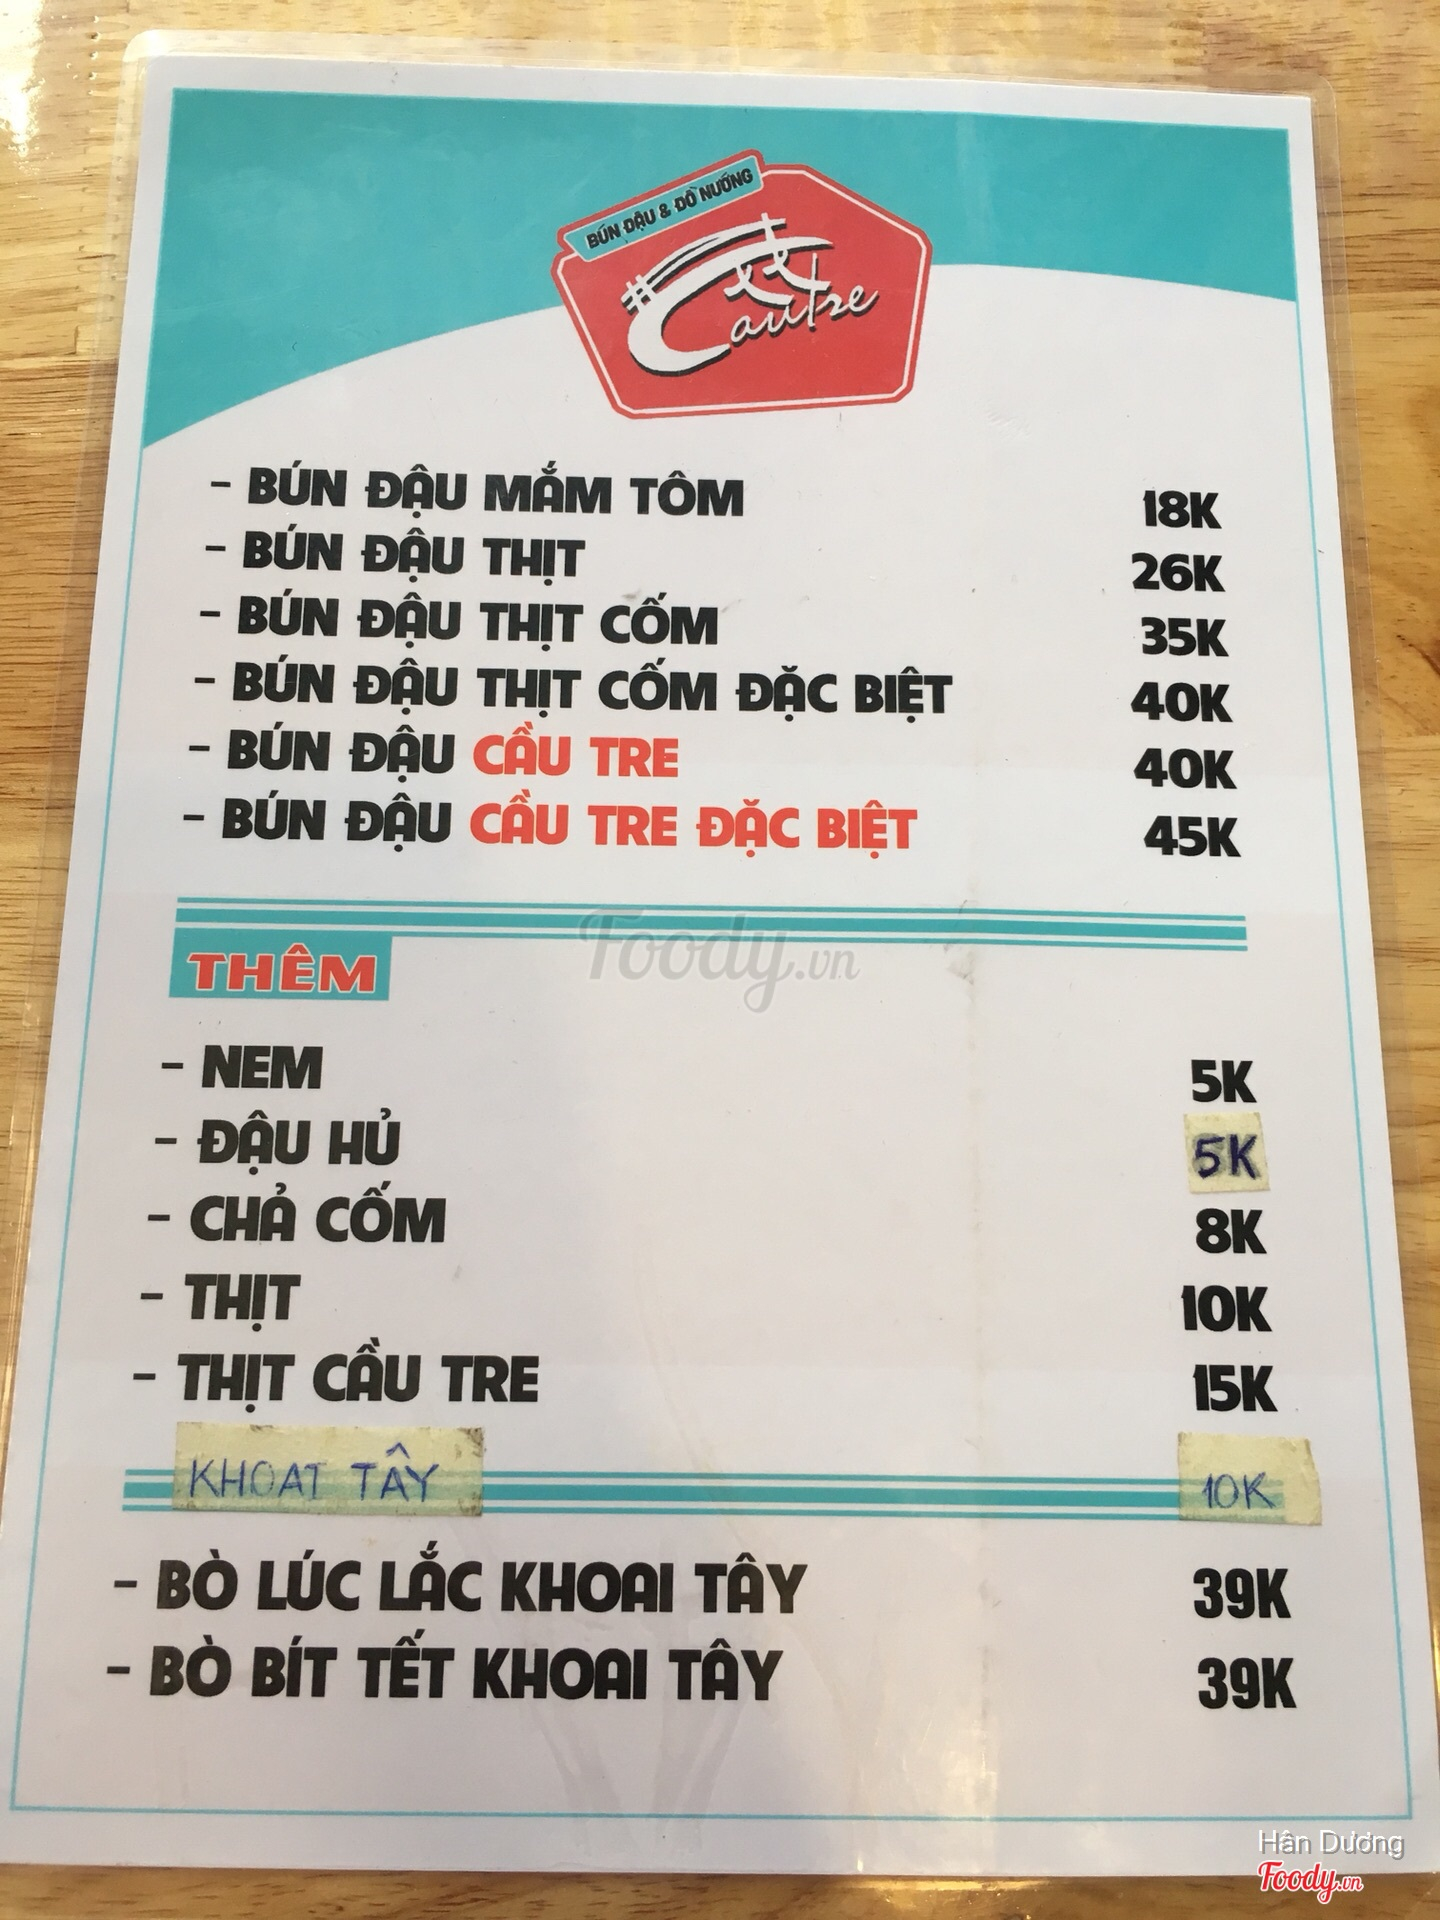 BÚN ĐẬU & ĐỒ NƯỚNG
Cautre
- BÚN ĐẬU MẮM TÔM 18K
- BÚN ĐẬU THỊT 26K
- BÚN ĐẬU THỊT CỐM 35K
- BÚN ĐẬU THỊT CỐM ĐẶC BIỆT 40K
- BÚN ĐẬU CẦU TRE 40K
- BÚN ĐẬU CẦU TRE ĐẶC BIỆT 45K
Foody.vn
THÊM
- NEM 5K
- ĐẬU HỦ 5K
- CHẢ CỐM 8K
- THỊT 10K
- THỊT CẦU TRE 15K
KHOAI TÂY 10K
- BÒ LÚC LẮC KHOAI TÂY 39K
- BÒ BÍT TẾT KHOAI TÂY 39K
Hân Dương
Foody.vn